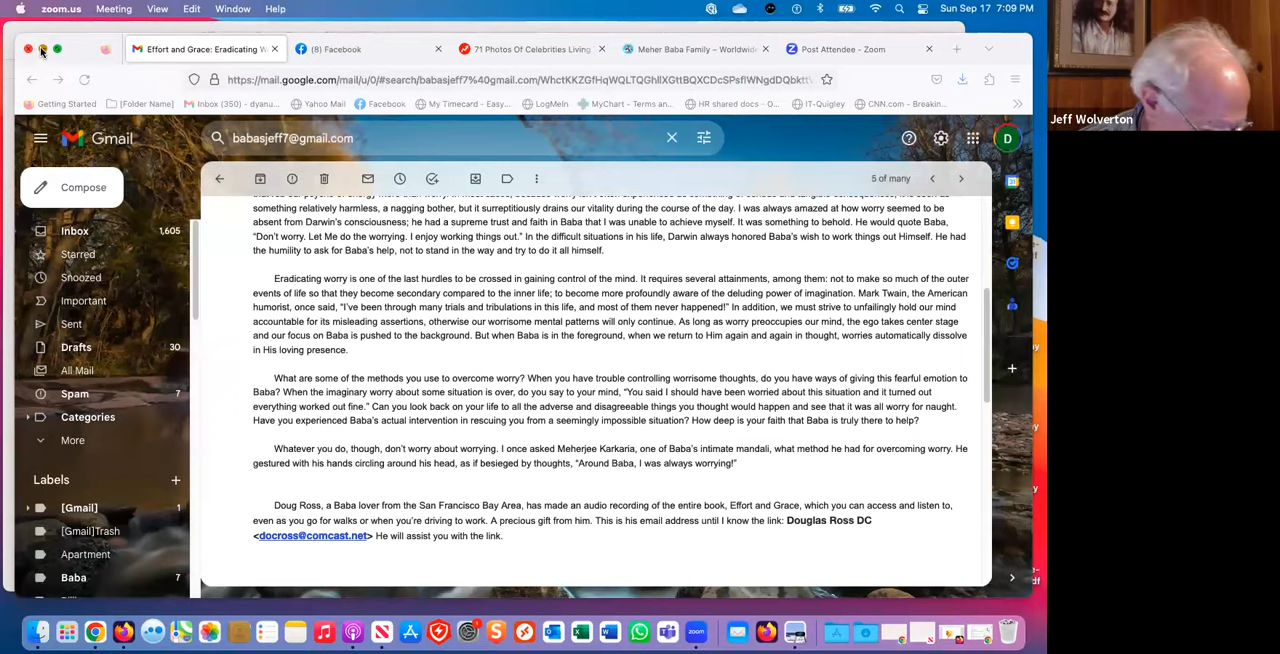 zoom.us Meeting View Edit Window Help Sun Sep 17 7:09 PM
Effort and Grace: Eradicating W (8) Facebook 71 Photos Of Celebrities Living Meher Baba Family – Worldwide Post Attendee - Zoom
https://mail.google.com/mail/u/0/#search/babasjeff7%40gmail.com/
Getting Started [Folder Name] Inbox (350) - dyanu... Yahoo Mail Facebook My Timecard - Easy... LogMeIn MyChart - Terms an... HR shared docs - D... IT-Quigley CNN.com - Breakin...
Jeff Wolverton
Gmail babasjeff7@gmail.com D
Compose
5 of many
Inbox 1,605
Starred
Snoozed
Important
Sent
Drafts 30
All Mail
Spam 7
Categories
More
Labels
[Gmail] 1
[Gmail]Trash
Apartment
Baba 7
something relatively harmless, a nagging bother, but it surreptitiously drains our vitality during the course of the day. I was always amazed at how worry seemed to be
absent from Darwin's consciousness; he had a supreme trust and faith in Baba that I was unable to achieve myself. It was something to behold. He would quote Baba,
"Don't worry. Let Me do the worrying. I enjoy working things out." In the difficult situations in his life, Darwin always honored Baba's wish to work things out Himself. He had
the humility to ask for Baba's help, not to stand in the way and try to do it all himself.
Eradicating worry is one of the last hurdles to be crossed in gaining control of the mind. It requires several attainments, among them: not to make so much of the outer
events of life so that they become secondary compared to the inner life; to become more profoundly aware of the deluding power of imagination. Mark Twain, the American
humorist, once said, "I've been through many trials and tribulations in this life, and most of them never happened!" In addition, we must strive to unfailingly hold our mind
accountable for its misleading assertions, otherwise our worrisome mental patterns will only continue. As long as worry preoccupies our mind, the ego takes center stage
and our focus on Baba is pushed to the background. But when Baba is in the foreground, when we return to Him again and again in thought, worries automatically dissolve
in His loving presence.
What are some of the methods you use to overcome worry? When you have trouble controlling worrisome thoughts, do you have ways of giving this fearful emotion to
Baba? When the imaginary worry about some situation is over, do you say to your mind, "You said I should have been worried about this situation and it turned out
everything worked out fine." Can you look back on your life to all the adverse and disagreeable things you thought would happen and see that it was all worry for naught.
Have you experienced Baba's actual intervention in rescuing you from a seemingly impossible situation? How deep is your faith that Baba is truly there to help?
Whatever you do, though, don't worry about worrying. I once asked Meherjee Karkaria, one of Baba's intimate mandali, what method he had for overcoming worry. He
gestured with his hands circling around his head, as if besieged by thoughts, "Around Baba, I was always worrying!"
Doug Ross, a Baba lover from the San Francisco Bay Area, has made an audio recording of the entire book, Effort and Grace, which you can access and listen to,
even as you go for walks or when you're driving to work. A precious gift from him. This is his email address until I know the link: Douglas Ross DC
<docross@comcast.net> He will assist you with the link.
zoom